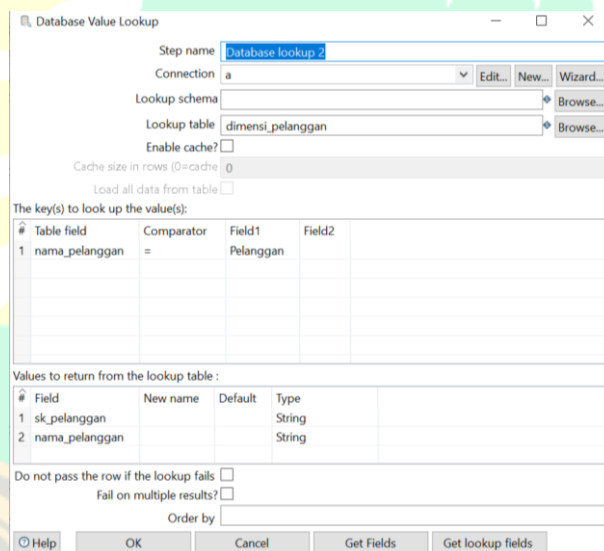 Database Value Lookup
Step name Database lookup 2
Connection a Edit... New... Wizard...
Lookup schema Browse...
Lookup table dimensi_pelanggan Browse...
Enable cache?
Cache size in rows (0=cache 0
Load all data from table
The key(s) to look up the value(s):
# Table field Comparator Field1 Field2
1 nama_pelanggan = Pelanggan
Values to return from the lookup table :
# Field New name Default Type
1 sk_pelanggan String
2 nama_pelanggan String
Do not pass the row if the lookup fails
Fail on multiple results?
Order by
Help OK Cancel Get Fields Get lookup fields